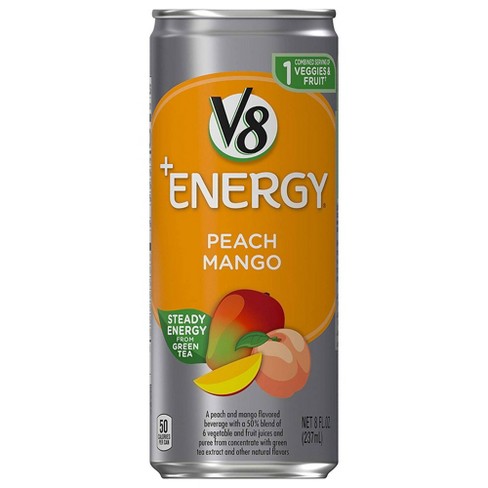 1 COMBINED SERVING OF
VEGGIES &
FRUIT†
V8
+ENERGY®
PEACH
MANGO
STEADY
ENERGY
FROM
GREEN
TEA
50
CALORIES
PER CAN
A peach and mango flavored
beverage with a 50% blend of
6 vegetable and fruit juices and
puree from concentrate with green
tea extract and other natural flavors
NET 8 FL OZ
(237mL)